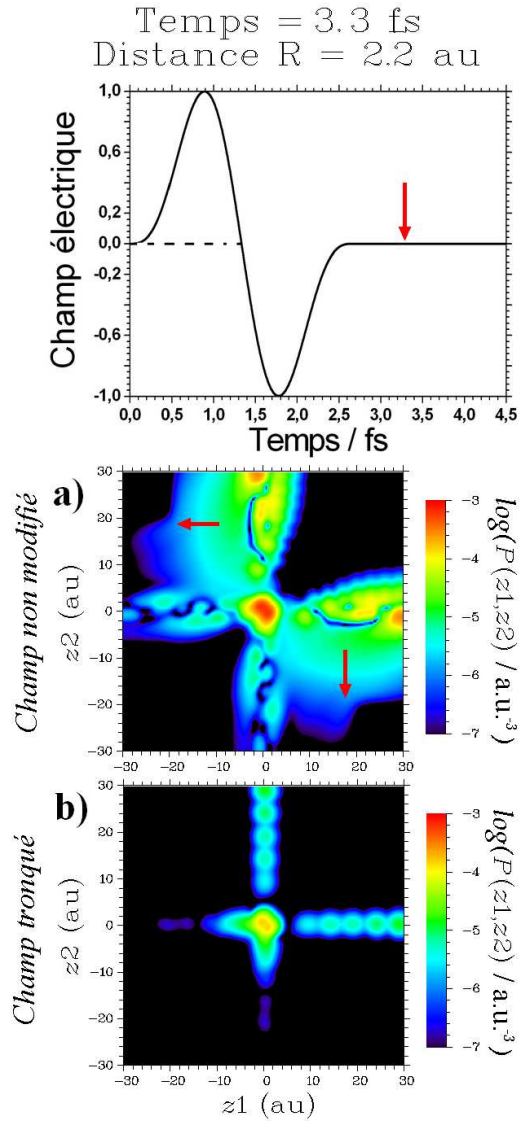 Temps = 3.3 fs
Distance R = 2.2 au
Champ électrique
1,0
0,6
0,2
0,0
-0,2
-0,6
-1,0
0,0 0,5 1,0 1,5 2,0 2,5 3,0 3,5 4,0 4,5
Temps / fs
a)
Champ non modifié
z2 (au)
30
20
10
0
−10
−20
−30
−30 −20 −10 0 10 20 30
−3
−4
−5
−6
−7
log(P(z1,z2) / a.u.-3)
b)
Champ tronqué
z2 (au)
30
20
10
0
−10
−20
−30
−30 −20 −10 0 10 20 30
z1 (au)
−3
−4
−5
−6
−7
log(P(z1,z2) / a.u.-3)